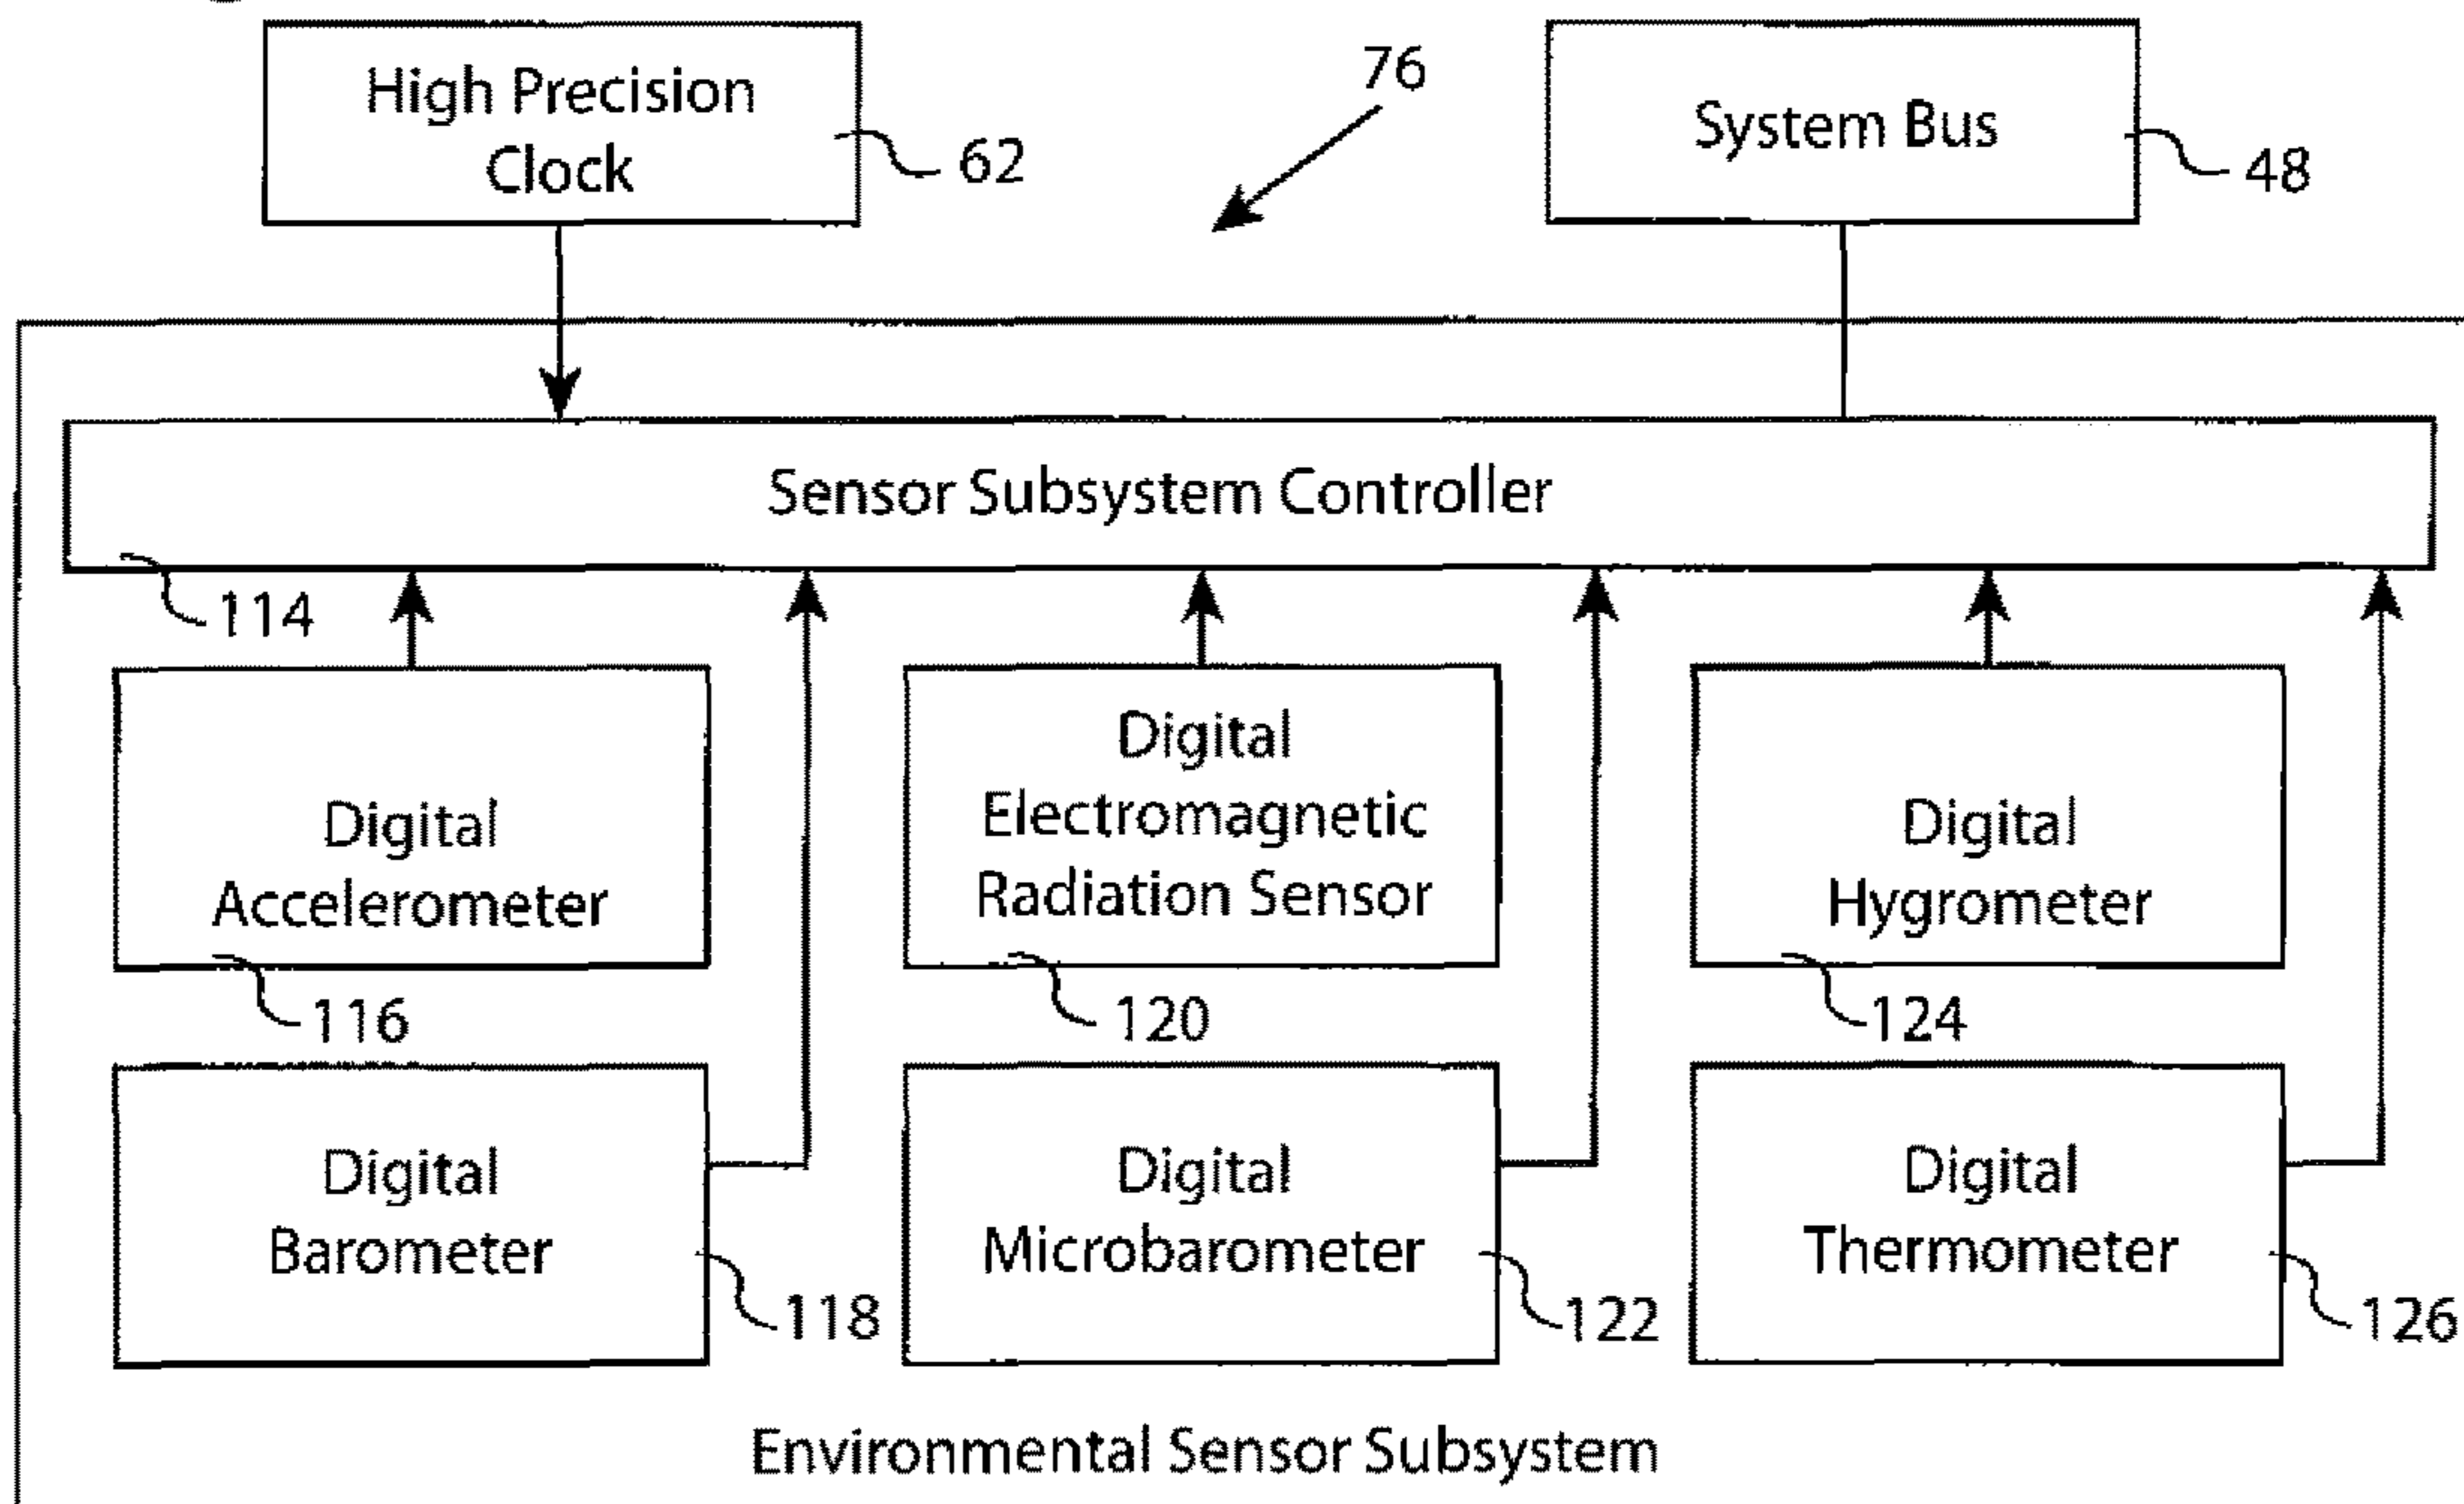 High Precision
Clock
62
76
System Bus
48
Sensor Subsystem Controller
114
Digital
Accelerometer
116
Digital
Electromagnetic
Radiation Sensor
120
Digital
Hygrometer
124
Digital
Barometer
118
Digital
Microbarometer
122
Digital
Thermometer
126
Environmental Sensor Subsystem